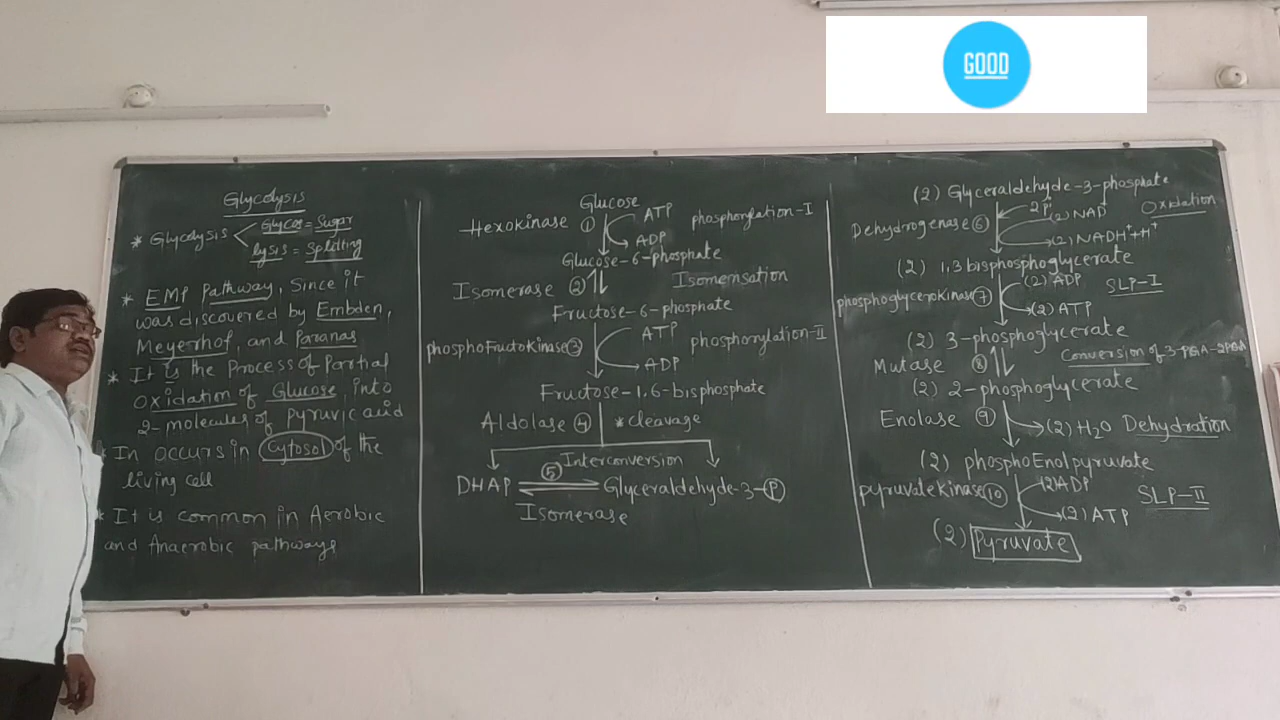 GOOD
Glycolysis
* Glycolysis < Glycos = Sugar
lysis = Splitting
* EMP Pathway, Since it
was discovered by Embden,
Meyerhof, and Paranas
* It is the Process of Partial
Oxidation of Glucose, into
2-molecules of pyruvic acid
* In occurs in Cytosol of the
living cell
* It is common in Aerobic
and Anaerobic pathways
Glucose
Hexokinase ① ATP phosphorylation-I
ADP
Glucose-6-phosphate
Isomerase ② Isomensation
Fructose-6-phosphate
phosphoFructokinase ③ ATP phosphorylation-II
ADP
Fructose-1,6-bisphosphate
Aldolase ④ *cleavage
⑤ Interconversion
DHAP ⇌ Glyceraldehyde-3-Ⓟ
Isomerase
(2) Glyceraldehyde-3-phosphate
Dehydrogenase ⑥ 2Pi (2) NAD Oxidation
(2) NADH+H⁺
(2) 1,3 bisphosphoglycerate
phosphoglycerokinase ⑦ (2) ADP SLP-I
(2) ATP
(2) 3-phosphoglycerate
Mutase ⑧ Conversion of 3-PGA-2PGA
(2) 2-phosphoglycerate
Enolase ⑨ (2) H₂O Dehydration
(2) phosphoEnolpyruvate
pyruvatekinase ⑩ (2)ADP SLP-II
(2) ATP
(2) Pyruvate